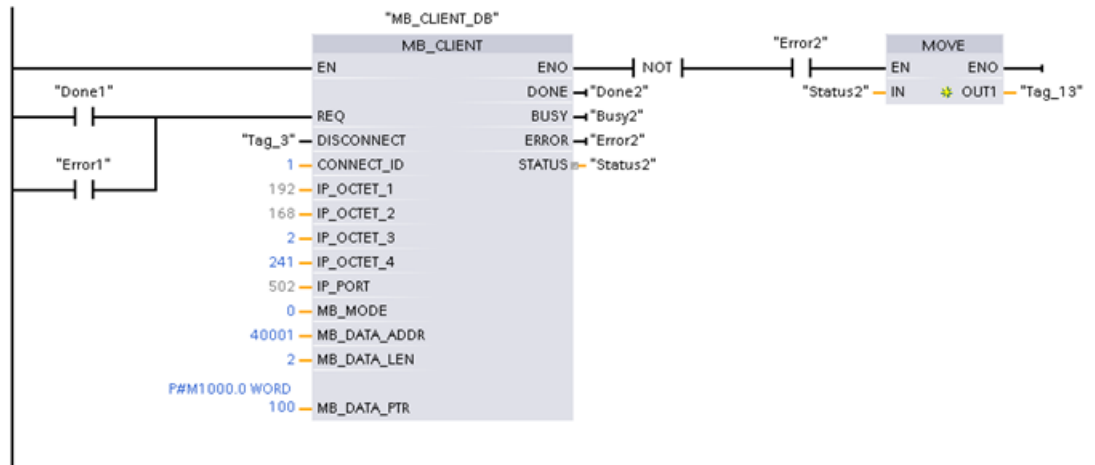 "MB_CLIENT_DB"
MB_CLIENT
EN ENO NOT "Error2" MOVE EN ENO
"Done1" DONE "Done2" "Status2" IN OUT1 "Tag_13"
REQ BUSY "Busy2"
"Tag_3" DISCONNECT ERROR "Error2"
"Error1" 1 CONNECT_ID STATUS "Status2"
192 IP_OCTET_1
168 IP_OCTET_2
2 IP_OCTET_3
241 IP_OCTET_4
502 IP_PORT
0 MB_MODE
40001 MB_DATA_ADDR
2 MB_DATA_LEN
P#M1000.0 WORD
100 MB_DATA_PTR